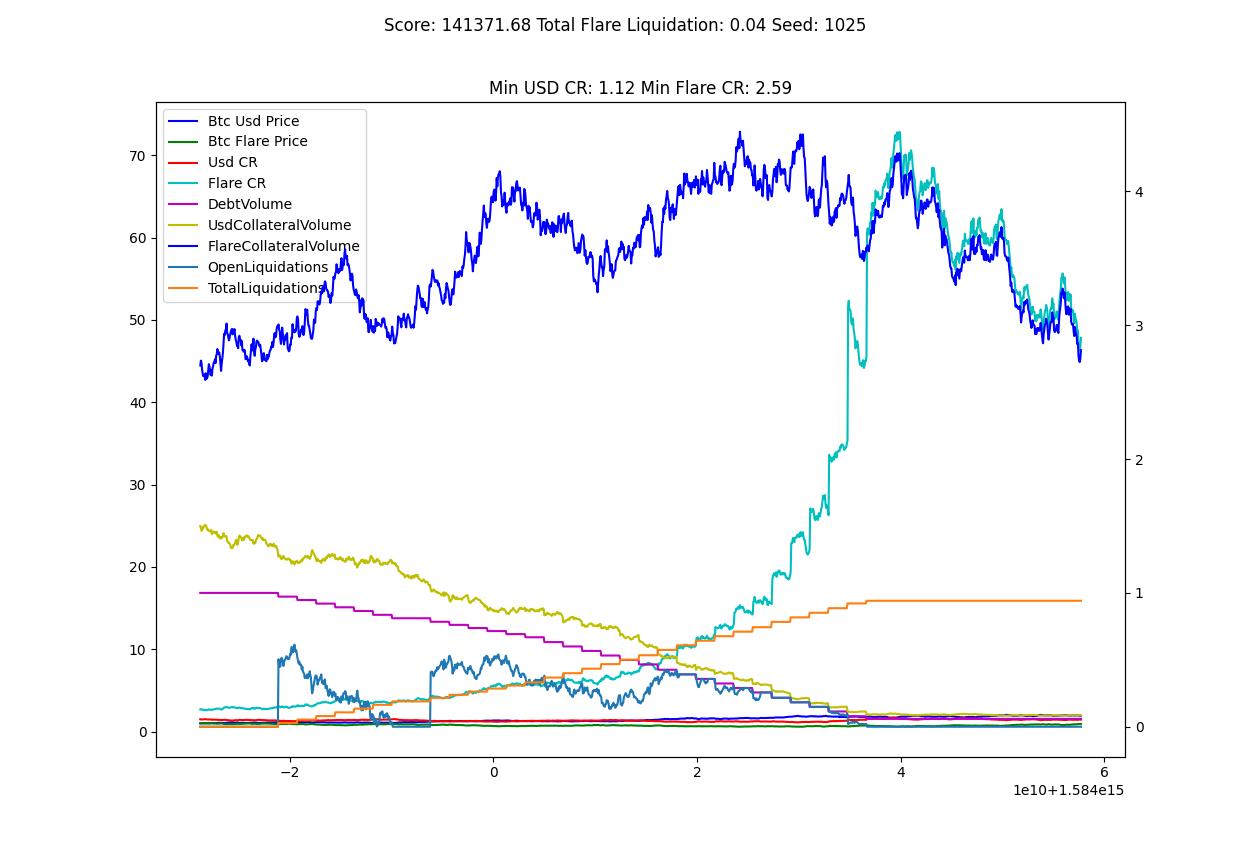 Score: 141371.68 Total Flare Liquidation: 0.04 Seed: 1025
Min USD CR: 1.12 Min Flare CR: 2.59
Btc Usd Price
Btc Flare Price
Usd CR
Flare CR
DebtVolume
UsdCollateralVolume
FlareCollateralVolume
OpenLiquidations
TotalLiquidations
70
60
50
40
30
20
10
0
4
3
2
1
0
−2
0
2
4
6
1e10+1.584e15